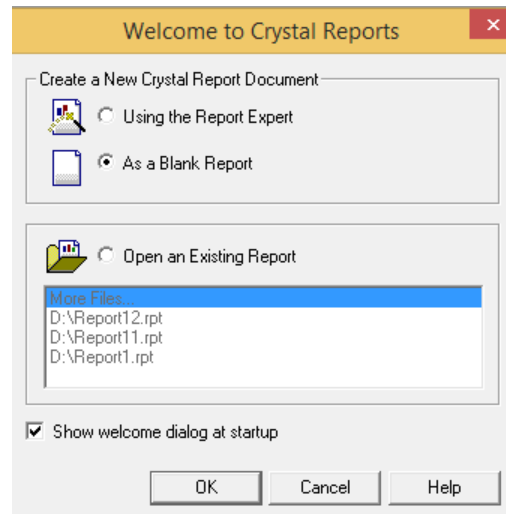 Welcome to Crystal Reports
Create a New Crystal Report Document
Using the Report Expert
As a Blank Report
Open an Existing Report
More Files...
D:\Report12.rpt
D:\Report11.rpt
D:\Report1.rpt
Show welcome dialog at startup
OK Cancel Help